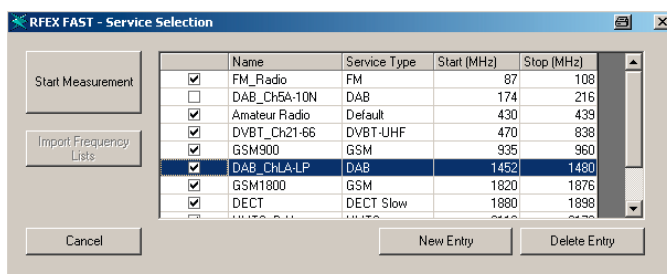 RFEX FAST - Service Selection
Start Measurement
Import Frequency
Lists
Cancel
Name Service Type Start (MHz) Stop (MHz)
FM_Radio FM 87 108
DAB_Ch5A-10N DAB 174 216
Amateur Radio Default 430 439
DVBT_Ch21-66 DVBT-UHF 470 838
GSM900 GSM 935 960
DAB_ChLA-LP DAB 1452 1480
GSM1800 GSM 1820 1876
DECT DECT Slow 1880 1898
New Entry Delete Entry